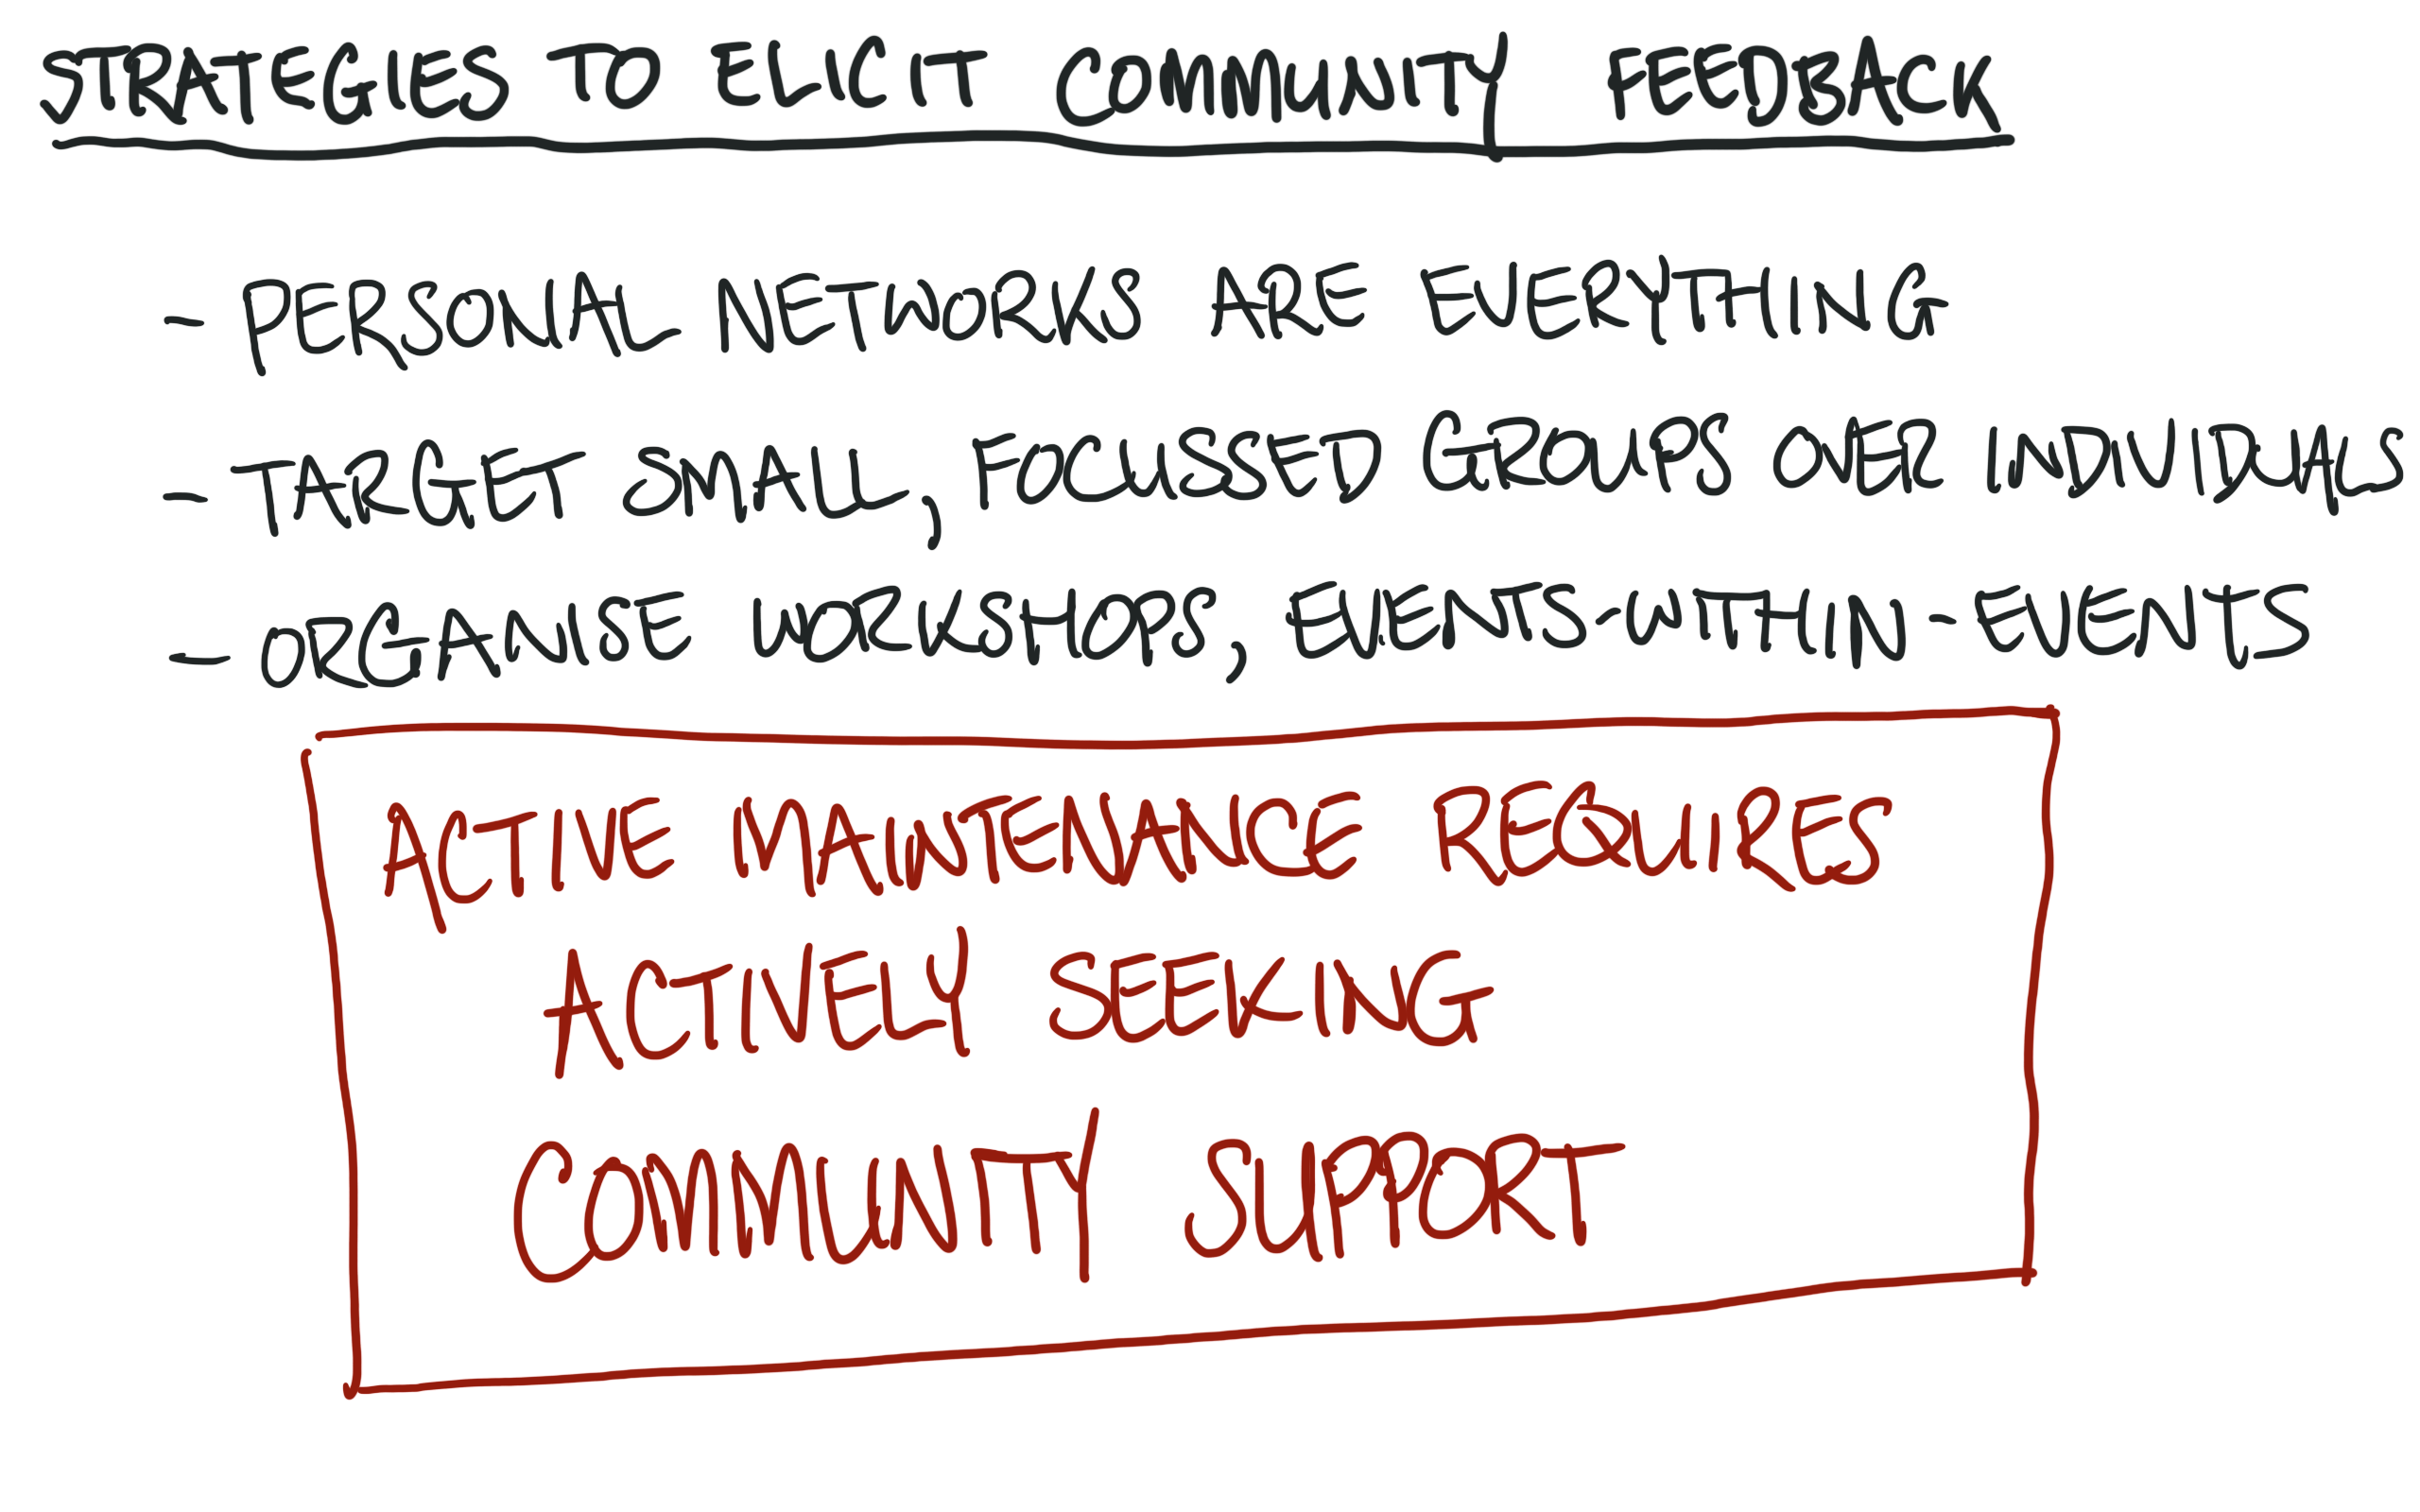 STRATEGIES TO ELICIT COMMUNITY FEEDBACK
- PERSONAL NETWORKS ARE EVERYTHING
- TARGET SMALL, FOCUSSED GROUPS OVER INDIVIDUALS
- ORGANISE WORKSHOPS, EVENTS-WITHIN-EVENTS
ACTIVE MAINTENANCE REQUIRES
ACTIVELY SEEKING
COMMUNITY SUPPORT